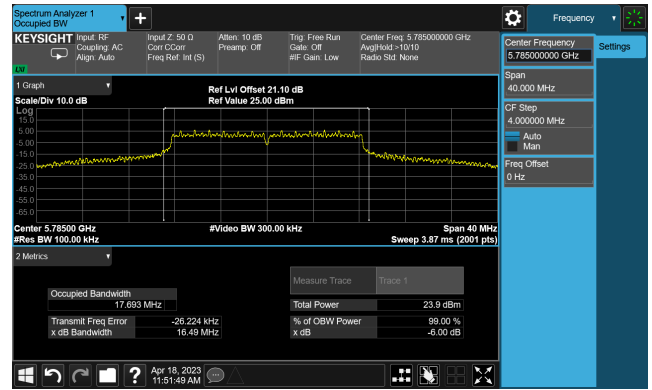 Spectrum Analyzer 1
Occupied BW
Frequency
KEYSIGHT
Input: RF
Coupling: AC
Align: Auto
Input Z: 50 Ω
Corr CCorr
Freq Ref: Int (S)
Atten: 10 dB
Preamp: Off
Trig: Free Run
Gate: Off
#IF Gain: Low
Center Freq: 5.785000000 GHz
Avg|Hold:>10/10
Radio Std: None
LXI
Center Frequency
5.785000000 GHz
Settings
Span
40.000 MHz
CF Step
4.000000 MHz
Auto
Man
Freq Offset
0 Hz
1 Graph
Scale/Div 10.0 dB
Ref Lvl Offset 21.10 dB
Ref Value 25.00 dBm
Log
15.0
5.00
-5.00
-15.0
-25.0
-35.0
-45.0
-55.0
-65.0
Center 5.78500 GHz
#Video BW 300.00 kHz
Span 40 MHz
#Res BW 100.00 kHz
Sweep 3.87 ms (2001 pts)
2 Metrics
Measure Trace
Trace 1
Occupied Bandwidth
17.693 MHz
Total Power
23.9 dBm
Transmit Freq Error
-26.224 kHz
% of OBW Power
99.00 %
x dB Bandwidth
16.49 MHz
x dB
-6.00 dB
Apr 18, 2023
11:51:49 AM